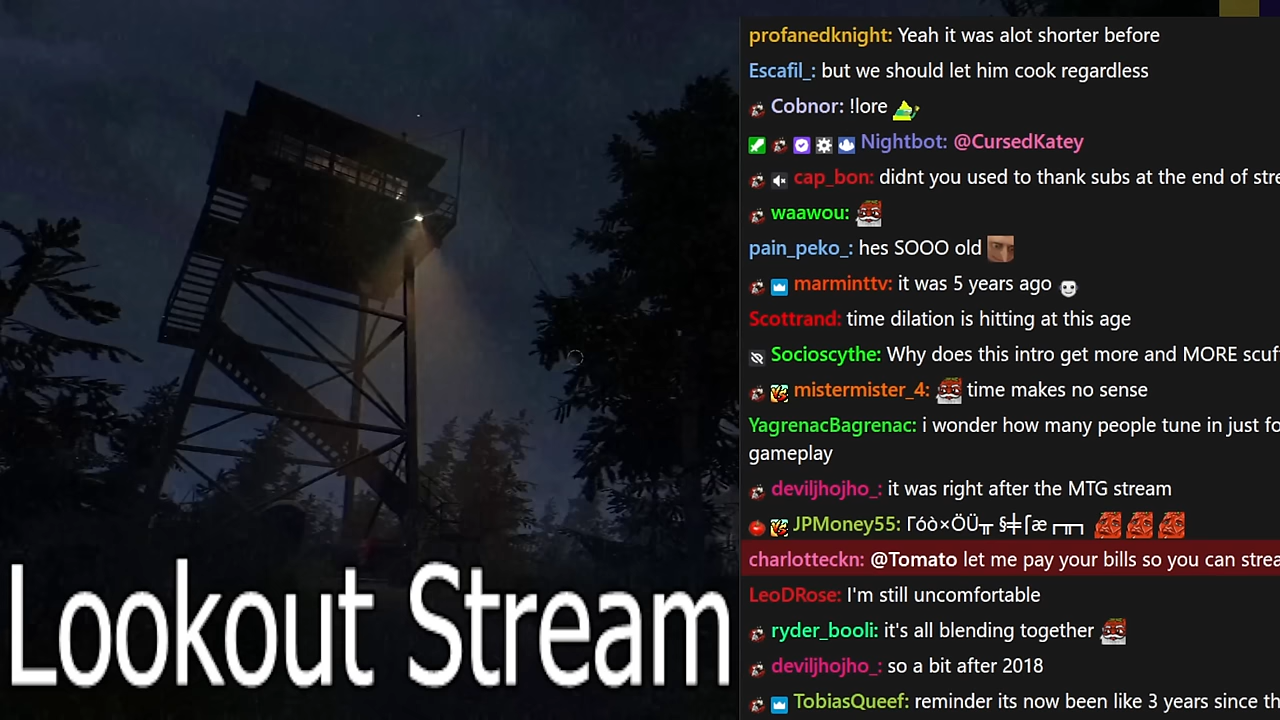 profanedknight: Yeah it was alot shorter before
Escafil_: but we should let him cook regardless
Cobnor: !lore
Nightbot: @CursedKatey
cap_bon: didnt you used to thank subs at the end of stre
waawou:
pain_peko_: hes SOOO old
marminttv: it was 5 years ago
Scottrand: time dilation is hitting at this age
Socioscythe: Why does this intro get more and MORE scuf
mistermister_4: time makes no sense
YagrenacBagrenac: i wonder how many people tune in just fo
gameplay
deviljhojho_: it was right after the MTG stream
JPMoney55: Γóò×ÖÜ╥ §╪⌠æ ╒╤╕
charlotteckn: @Tomato let me pay your bills so you can strea
LeoDRose: I'm still uncomfortable
ryder_booli: it's all blending together
deviljhojho_: so a bit after 2018
TobiasQueef: reminder its now been like 3 years since th
Lookout Stream